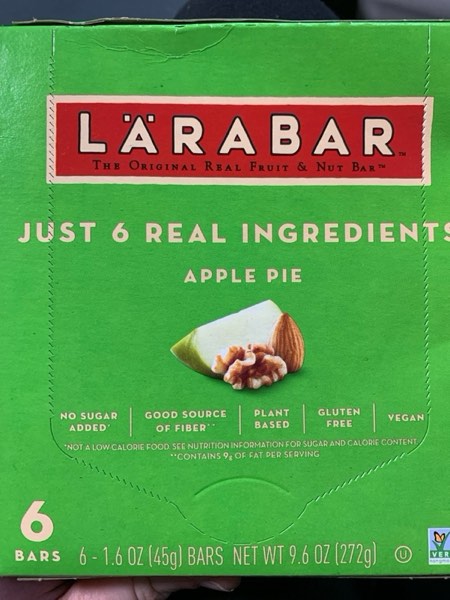 LÄRABAR™
THE ORIGINAL REAL FRUIT & NUT BAR™
JUST 6 REAL INGREDIENTS
APPLE PIE
NO SUGAR ADDED*
GOOD SOURCE OF FIBER**
PLANT BASED
GLUTEN FREE
VEGAN
*NOT A LOW CALORIE FOOD. SEE NUTRITION INFORMATION FOR SUGAR AND CALORIE CONTENT
**CONTAINS 9g OF FAT PER SERVING
6
BARS 6 - 1.6 OZ (45g) BARS NET WT 9.6 OZ (272g) U
VER